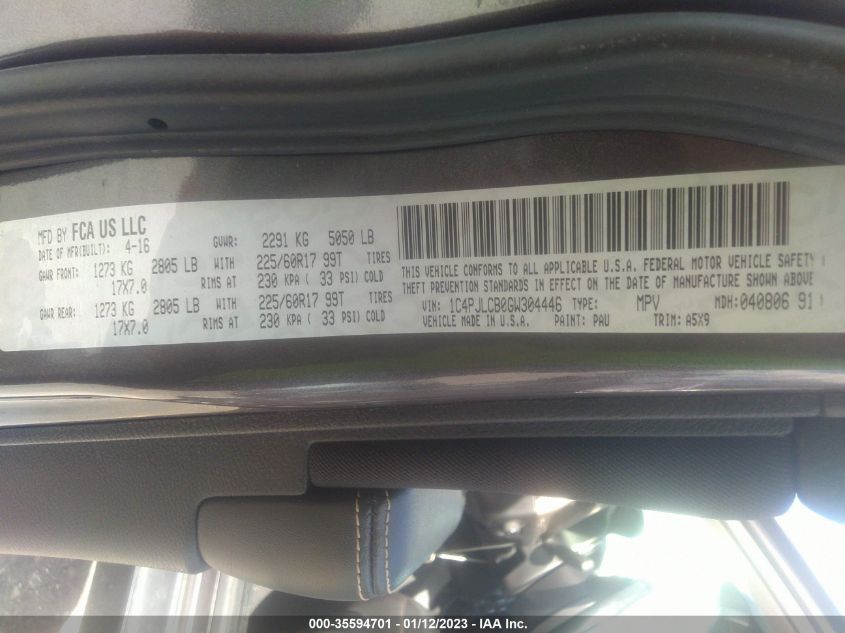 MFD BY FCA US LLC
DATE OF MFR(BUILT): 4-16 GVWR: 2291 KG 5050 LB
GAWR FRONT: 1273 KG 2805 LB WITH 225/60R17 99T TIRES
17X7.0 RIMS AT 230 KPA ( 33 PSI) COLD
GAWR REAR: 1273 KG 2805 LB WITH 225/60R17 99T TIRES
17X7.0 RIMS AT 230 KPA ( 33 PSI) COLD
THIS VEHICLE CONFORMS TO ALL APPLICABLE U.S.A. FEDERAL MOTOR VEHICLE SAFETY
THEFT PREVENTION STANDARDS IN EFFECT ON THE DATE OF MANUFACTURE SHOWN ABOVE
VIN: 1C4PJLCB0GW304446 TYPE: MPV MDH: 040806 91
VEHICLE MADE IN U.S.A. PAINT: PAU TRIM: A5X9
000-35594701 - 01/12/2023 - IAA Inc.